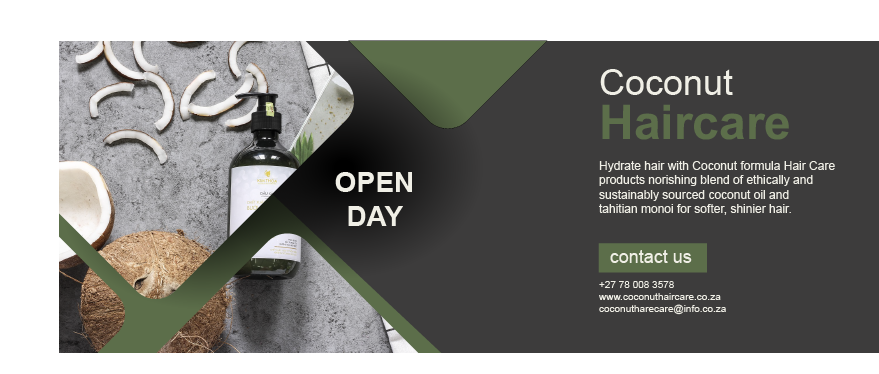 OPEN
DAY
Coconut
Haircare
Hydrate hair with Coconut formula Hair Care
products norishing blend of ethically and
sustainably sourced coconut oil and
tahitian monoi for softer, shinier hair.
contact us
+27 78 008 3578
www.coconuthaircare.co.za
coconutharecare@info.co.za